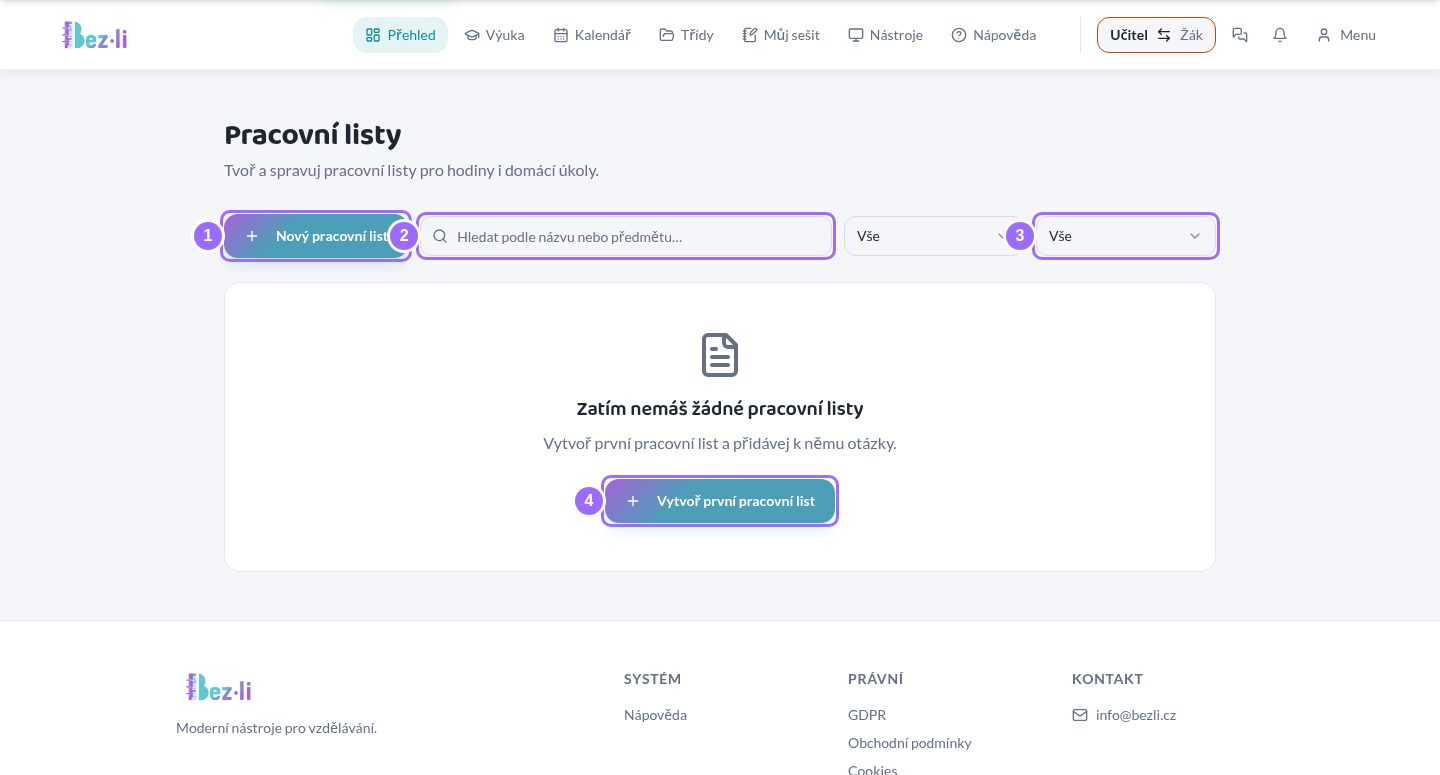 Bez·li
Přehled
Výuka
Kalendář
Třídy
Můj sešit
Nástroje
Nápověda
Učitel
Žák
Menu
Pracovní listy
Tvoř a spravuj pracovní listy pro hodiny i domácí úkoly.
1
Nový pracovní list
2
Hledat podle názvu nebo předmětu…
Vše
3
Vše
Zatím nemáš žádné pracovní listy
Vytvoř první pracovní list a přidávej k němu otázky.
4
Vytvoř první pracovní list
Bez·li
Moderní nástroje pro vzdělávání.
SYSTÉM
Nápověda
PRÁVNÍ
GDPR
Obchodní podmínky
Cookies
KONTAKT
info@bezli.cz